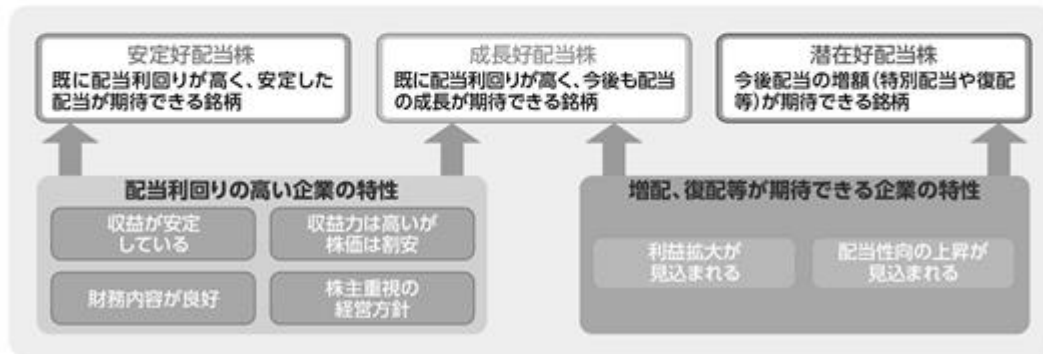 安定好配当株
既に配当利回りが高く、安定した
配当が期待できる銘柄
成長好配当株
既に配当利回りが高く、今後も配当
の成長が期待できる銘柄
潜在好配当株
今後配当の増額(特別配当や復配
等)が期待できる銘柄
配当利回りの高い企業の特性
収益が安定
している
収益力は高いが
株価は割安
財務内容が良好
株主重視の
経営方針
増配、復配等が期待できる企業の特性
利益拡大が
見込まれる
配当性向の上昇が
見込まれる